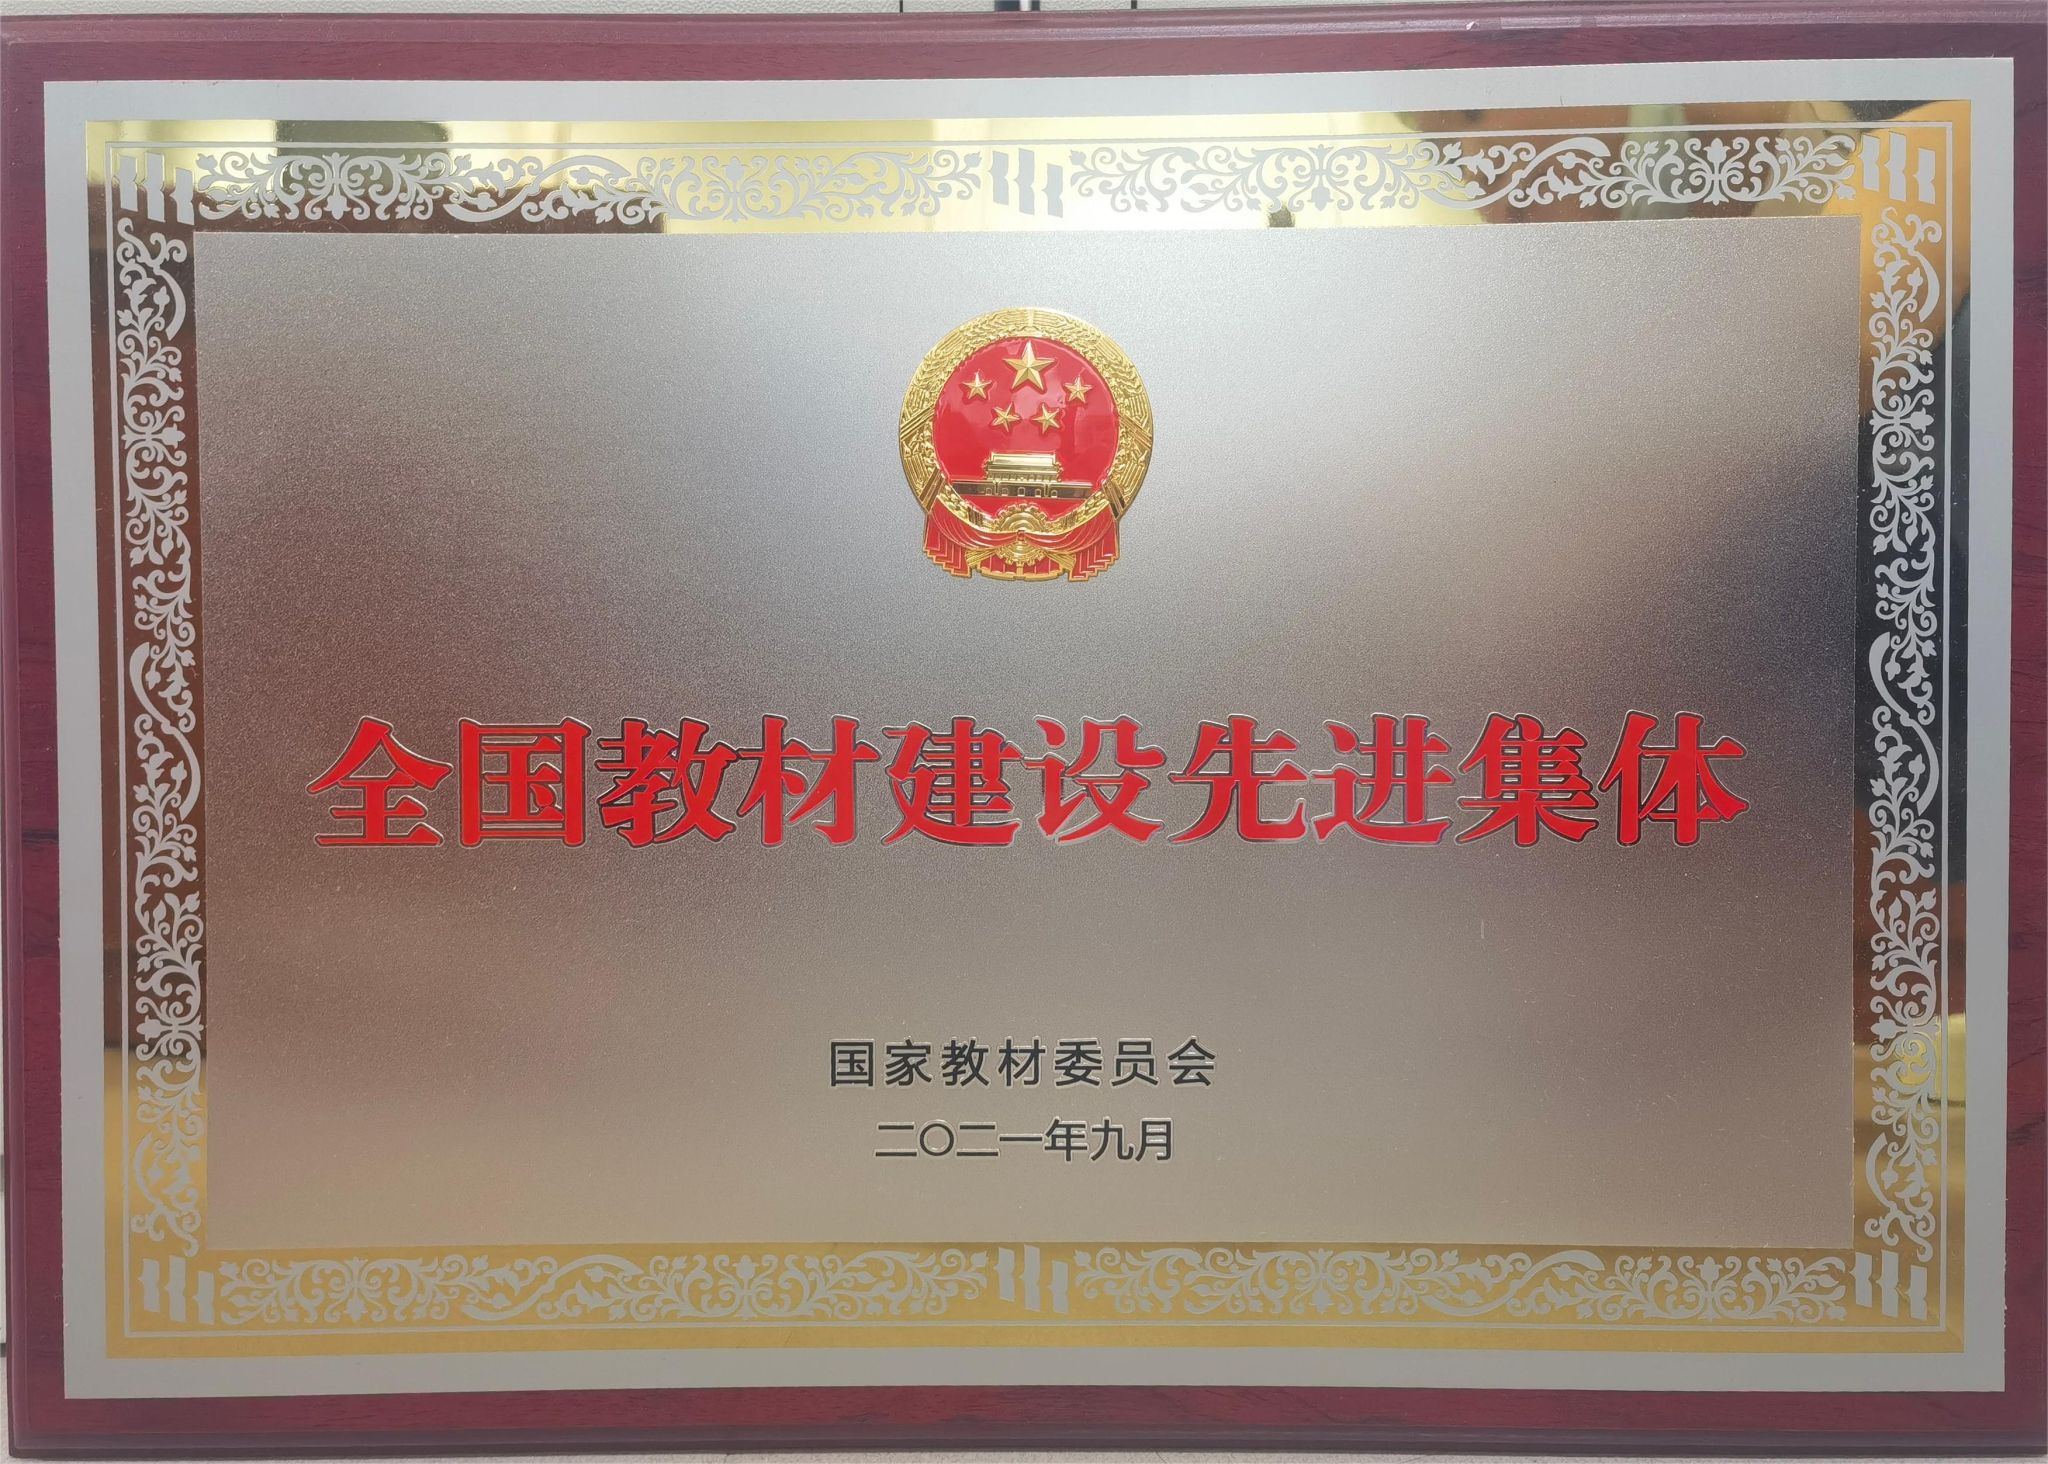 全国教材建设先进集体
国家教材委员会
二〇二一年九月